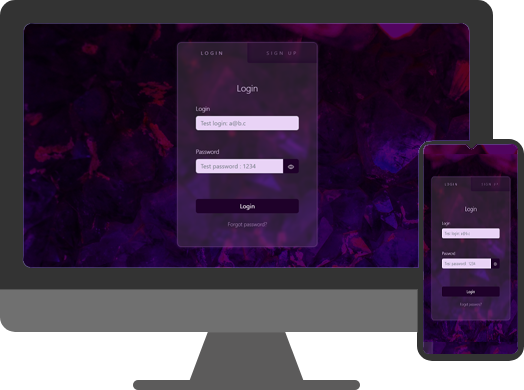 LOGIN SIGN UP
Login
Login
Test login: a@b.c
Password
Test password : 1234
Login
Forgot password?
LOGIN SIGN UP
Login
Login
Test login: a@b.c
Password
Test password : 1234
Login
Forgot password?